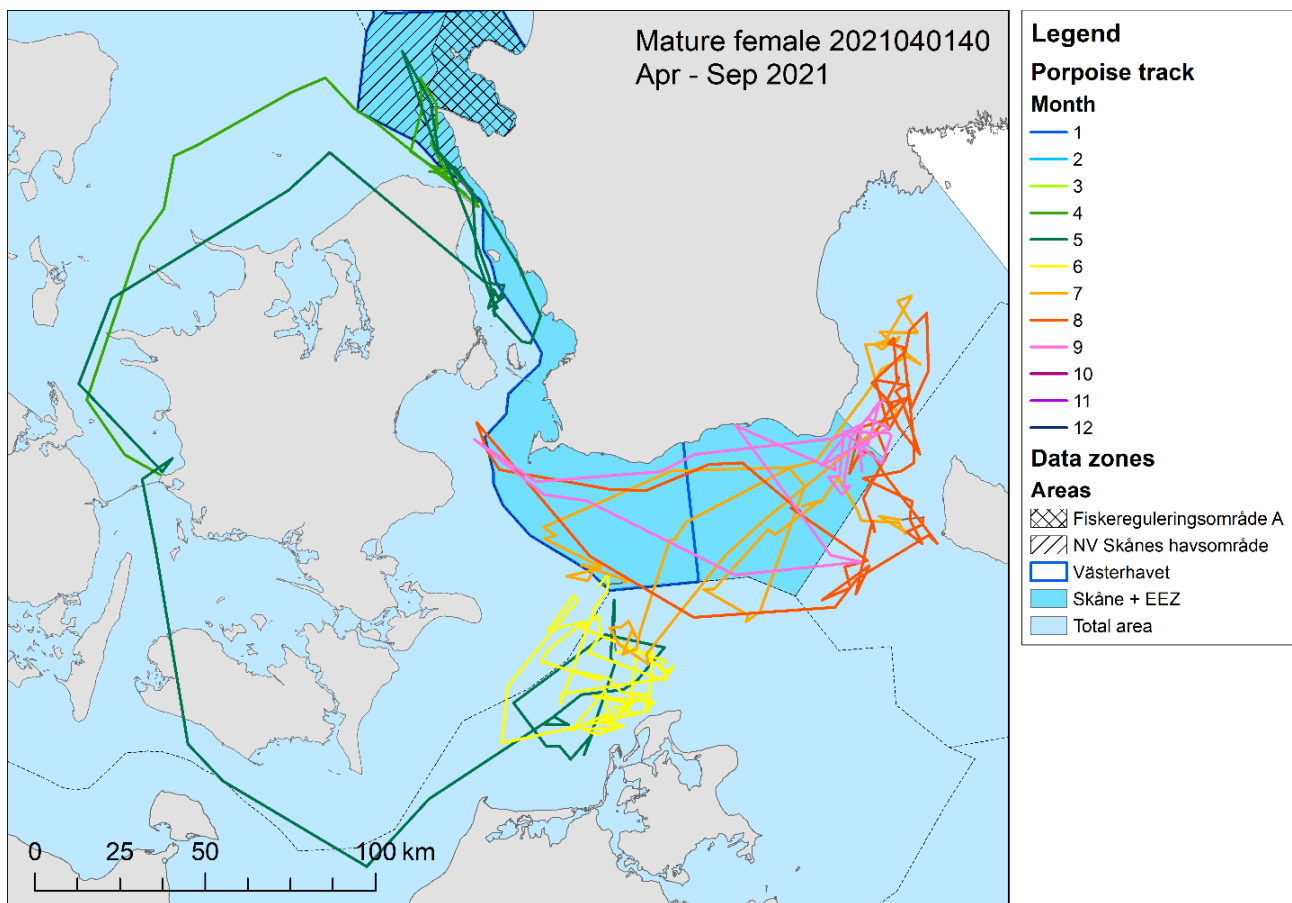 Mature female 2021040140
Apr - Sep 2021
0 25 50 100 km
Legend
Porpoise track
Month
1
2
3
4
5
6
7
8
9
10
11
12
Data zones
Areas
Fiskereguleringsområde A
NV Skånes havsområde
Västerhavet
Skåne + EEZ
Total area